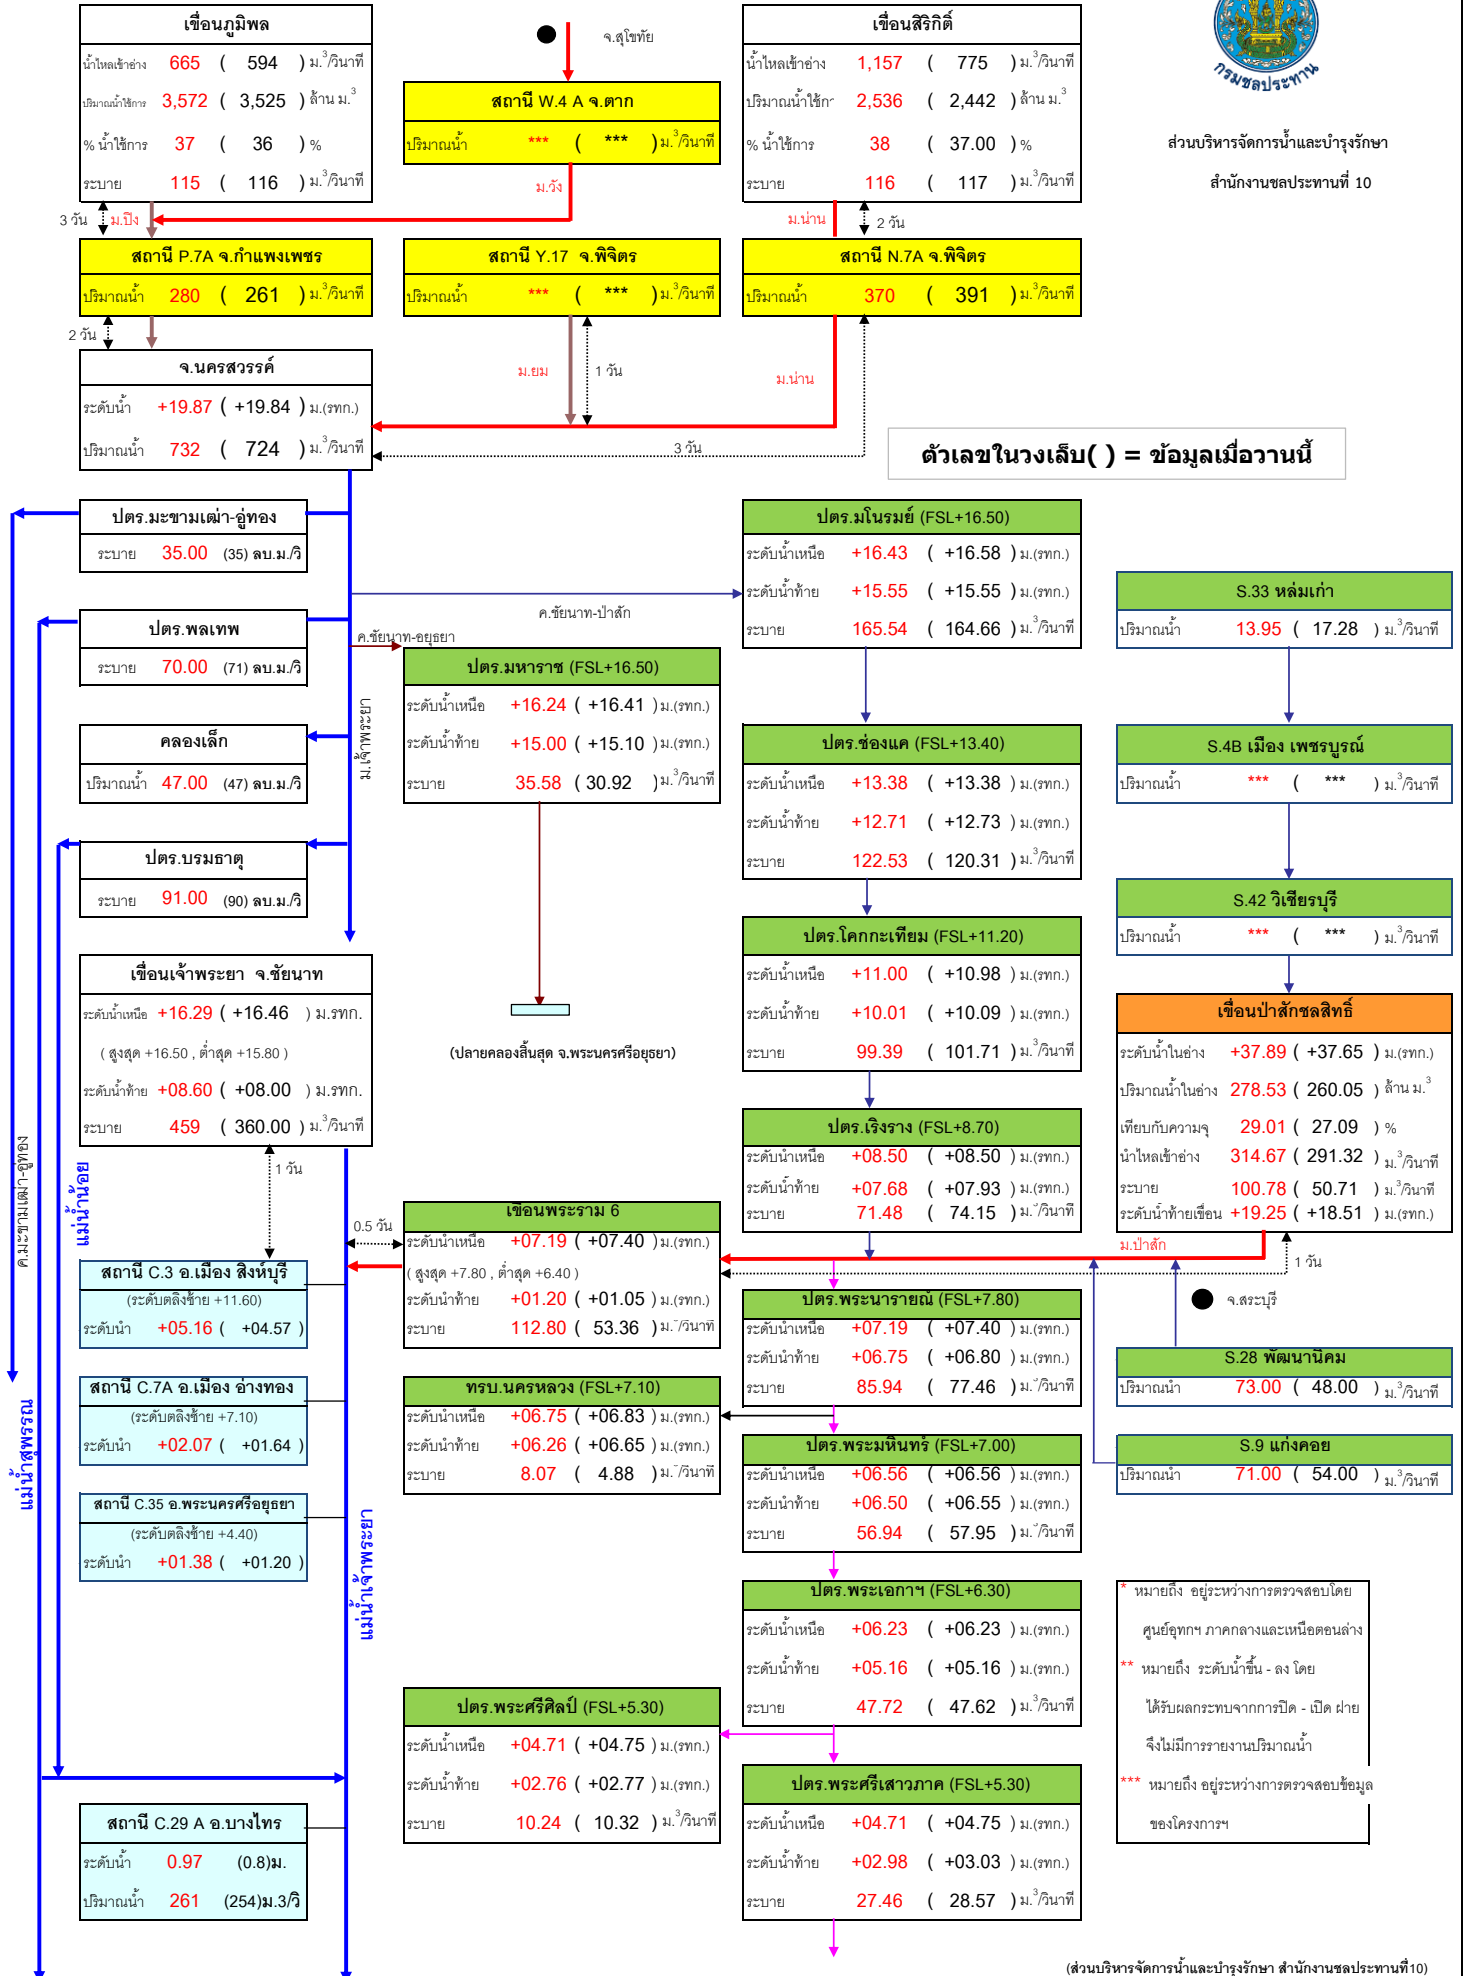 เขื่อนภูมิพล
น้ำไหลเข้าอ่าง 665 ( 594 ) ม.³/วินาที
ปริมาณน้ำใช้การ 3,572 ( 3,525 ) ล้าน ม.³
% น้ำใช้การ 37 ( 36 ) %
ระบาย 115 ( 116 ) ม.³/วินาที
จ.สุโขทัย
สถานี W.4 A จ.ตาก
ปริมาณน้ำ *** ( *** ) ม.³/วินาที
เขื่อนสิริกิติ์
น้ำไหลเข้าอ่าง 1,157 ( 775 ) ม.³/วินาที
ปริมาณน้ำใช้กา 2,536 ( 2,442 ) ล้าน ม.³
% น้ำใช้การ 38 ( 37.00 ) %
ระบาย 116 ( 117 ) ม.³/วินาที
กรมชลประทาน
ส่วนบริหารจัดการน้ำและบำรุงรักษา
สำนักงานชลประทานที่ 10
3 วัน ม.ปิง
ม.วัง
ม.น่าน 2 วัน
สถานี P.7A จ.กำแพงเพชร
ปริมาณน้ำ 280 ( 261 ) ม.³/วินาที
สถานี Y.17 จ.พิจิตร
ปริมาณน้ำ *** ( *** ) ม.³/วินาที
สถานี N.7A จ.พิจิตร
ปริมาณน้ำ 370 ( 391 ) ม.³/วินาที
2 วัน
ม.ยม 1 วัน
ม.น่าน
3 วัน
จ.นครสวรรค์
ระดับน้ำ +19.87 ( +19.84 ) ม.(รทก.)
ปริมาณน้ำ 732 ( 724 ) ม.³/วินาที
ตัวเลขในวงเล็บ( ) = ข้อมูลเมื่อวานนี้
ปตร.มะขามเฒ่า-อู่ทอง
ระบาย 35.00 (35) ลบ.ม./วิ
ปตร.พลเทพ
ระบาย 70.00 (71) ลบ.ม./วิ
คลองเล็ก
ปริมาณน้ำ 47.00 (47) ลบ.ม./วิ
ปตร.บรมธาตุ
ระบาย 91.00 (90) ลบ.ม./วิ
ม.เจ้าพระยา
ค.ชัยนาท-ป่าสัก
ค.ชัยนาท-อยุธยา
ปตร.มหาราช (FSL+16.50)
ระดับน้ำเหนือ +16.24 ( +16.41 ) ม.(รทก.)
ระดับน้ำท้าย +15.00 ( +15.10 ) ม.(รทก.)
ระบาย 35.58 ( 30.92 ) ม.³/วินาที
(ปลายคลองสิ้นสุด จ.พระนครศรีอยุธยา)
ปตร.มโนรมย์ (FSL+16.50)
ระดับน้ำเหนือ +16.43 ( +16.58 ) ม.(รทก.)
ระดับน้ำท้าย +15.55 ( +15.55 ) ม.(รทก.)
ระบาย 165.54 ( 164.66 ) ม.³/วินาที
ปตร.ช่องแค (FSL+13.40)
ระดับน้ำเหนือ +13.38 ( +13.38 ) ม.(รทก.)
ระดับน้ำท้าย +12.71 ( +12.73 ) ม.(รทก.)
ระบาย 122.53 ( 120.31 ) ม.³/วินาที
ปตร.โคกกะเทียม (FSL+11.20)
ระดับน้ำเหนือ +11.00 ( +10.98 ) ม.(รทก.)
ระดับน้ำท้าย +10.01 ( +10.09 ) ม.(รทก.)
ระบาย 99.39 ( 101.71 ) ม.³/วินาที
ปตร.เริงราง (FSL+8.70)
ระดับน้ำเหนือ +08.50 ( +08.50 ) ม.(รทก.)
ระดับน้ำท้าย +07.68 ( +07.93 ) ม.(รทก.)
ระบาย 71.48 ( 74.15 ) ม.³/วินาที
S.33 หล่มเก่า
ปริมาณน้ำ 13.95 ( 17.28 ) ม.³/วินาที
S.4B เมือง เพชรบูรณ์
ปริมาณน้ำ *** ( *** ) ม.³/วินาที
S.42 วิเชียรบุรี
ปริมาณน้ำ *** ( *** ) ม.³/วินาที
เขื่อนป่าสักชลสิทธิ์
ระดับน้ำในอ่าง +37.89 ( +37.65 ) ม.(รทก.)
ปริมาณน้ำในอ่าง 278.53 ( 260.05 ) ล้าน ม.³
เทียบกับความจุ 29.01 ( 27.09 ) %
น้ำไหลเข้าอ่าง 314.67 ( 291.32 ) ม.³/วินาที
ระบาย 100.78 ( 50.71 ) ม.³/วินาที
ระดับน้ำท้ายเขื่อน +19.25 ( +18.51 ) ม.(รทก.)
ม.ป่าสัก
1 วัน
จ.สระบุรี
เขื่อนเจ้าพระยา จ.ชัยนาท
ระดับน้ำเหนือ +16.29 ( +16.46 ) ม.รทก.
( สูงสุด +16.50 , ต่ำสุด +15.80 )
ระดับน้ำท้าย +08.60 ( +08.00 ) ม.รทก.
ระบาย 459 ( 360.00 ) ม.³/วินาที
1 วัน
0.5 วัน
ค.มะขามเฒ่า-อู่ทอง
แม่น้ำน้อย
แม่น้ำสุพรรณ
แม่น้ำเจ้าพระยา
สถานี C.3 อ.เมือง สิงห์บุรี
(ระดับตลิ่งซ้าย +11.60)
ระดับน้ำ +05.16 ( +04.57 )
สถานี C.7A อ.เมือง อ่างทอง
(ระดับตลิ่งซ้าย +7.10)
ระดับน้ำ +02.07 ( +01.64 )
สถานี C.35 อ.พระนครศรีอยุธยา
(ระดับตลิ่งซ้าย +4.40)
ระดับน้ำ +01.38 ( +01.20 )
เขื่อนพระราม 6
ระดับน้ำเหนือ +07.19 ( +07.40 ) ม.(รทก.)
( สูงสุด +7.80 , ต่ำสุด +6.40 )
ระดับน้ำท้าย +01.20 ( +01.05 ) ม.(รทก.)
ระบาย 112.80 ( 53.36 ) ม.³/วินาที
ทรบ.นครหลวง (FSL+7.10)
ระดับน้ำเหนือ +06.75 ( +06.83 ) ม.(รทก.)
ระดับน้ำท้าย +06.26 ( +06.65 ) ม.(รทก.)
ระบาย 8.07 ( 4.88 ) ม.³/วินาที
ปตร.พระนารายณ์ (FSL+7.80)
ระดับน้ำเหนือ +07.19 ( +07.40 ) ม.(รทก.)
ระดับน้ำท้าย +06.75 ( +06.80 ) ม.(รทก.)
ระบาย 85.94 ( 77.46 ) ม.³/วินาที
ปตร.พระมหินทร์ (FSL+7.00)
ระดับน้ำเหนือ +06.56 ( +06.56 ) ม.(รทก.)
ระดับน้ำท้าย +06.50 ( +06.55 ) ม.(รทก.)
ระบาย 56.94 ( 57.95 ) ม.³/วินาที
S.28 พัฒนานิคม
ปริมาณน้ำ 73.00 ( 48.00 ) ม.³/วินาที
S.9 แก่งคอย
ปริมาณน้ำ 71.00 ( 54.00 ) ม.³/วินาที
ปตร.พระเอกาฯ (FSL+6.30)
ระดับน้ำเหนือ +06.23 ( +06.23 ) ม.(รทก.)
ระดับน้ำท้าย +05.16 ( +05.16 ) ม.(รทก.)
ระบาย 47.72 ( 47.62 ) ม.³/วินาที
ปตร.พระศรีศิลป์ (FSL+5.30)
ระดับน้ำเหนือ +04.71 ( +04.75 ) ม.(รทก.)
ระดับน้ำท้าย +02.76 ( +02.77 ) ม.(รทก.)
ระบาย 10.24 ( 10.32 ) ม.³/วินาที
ปตร.พระศรีเสาวภาค (FSL+5.30)
ระดับน้ำเหนือ +04.71 ( +04.75 ) ม.(รทก.)
ระดับน้ำท้าย +02.98 ( +03.03 ) ม.(รทก.)
ระบาย 27.46 ( 28.57 ) ม.³/วินาที
* หมายถึง อยู่ระหว่างการตรวจสอบโดย
ศูนย์อุทกฯ ภาคกลางและเหนือตอนล่าง
** หมายถึง ระดับน้ำขึ้น - ลง โดย
ได้รับผลกระทบจากการปิด - เปิด ฝาย
จึงไม่มีการรายงานปริมาณน้ำ
*** หมายถึง อยู่ระหว่างการตรวจสอบข้อมูล
ของโครงการฯ
สถานี C.29 A อ.บางไทร
ระดับน้ำ 0.97 (0.8)ม.
ปริมาณน้ำ 261 (254)ม.3/วิ
(ส่วนบริหารจัดการน้ำและบำรุงรักษา สำนักงานชลประทานที่10)